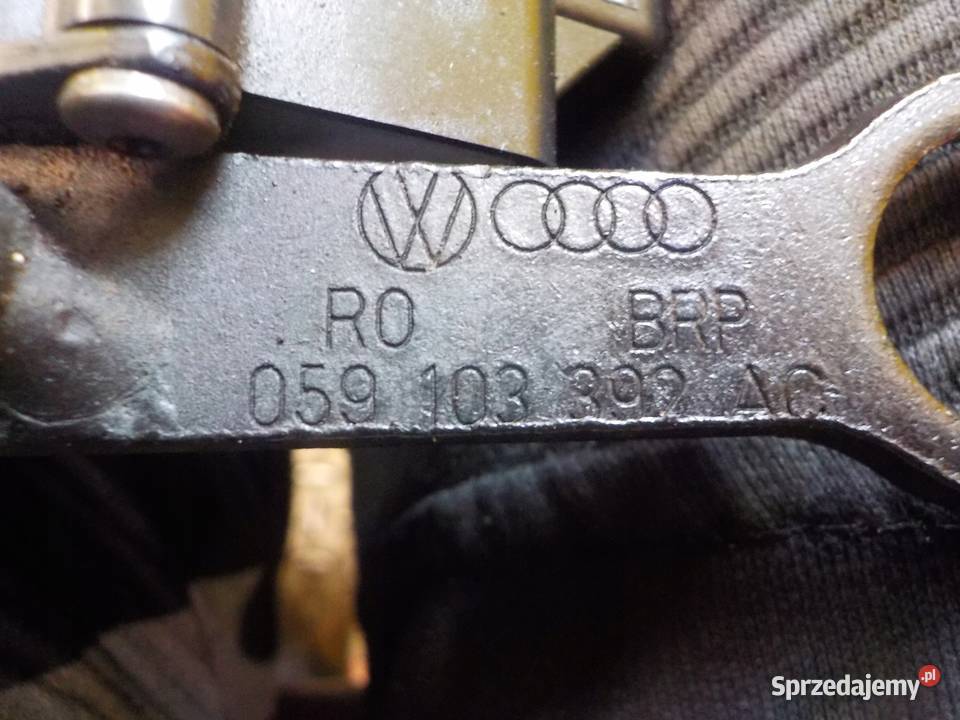 RO BRP
059 103 392 AC
Sprzedajemy.pl